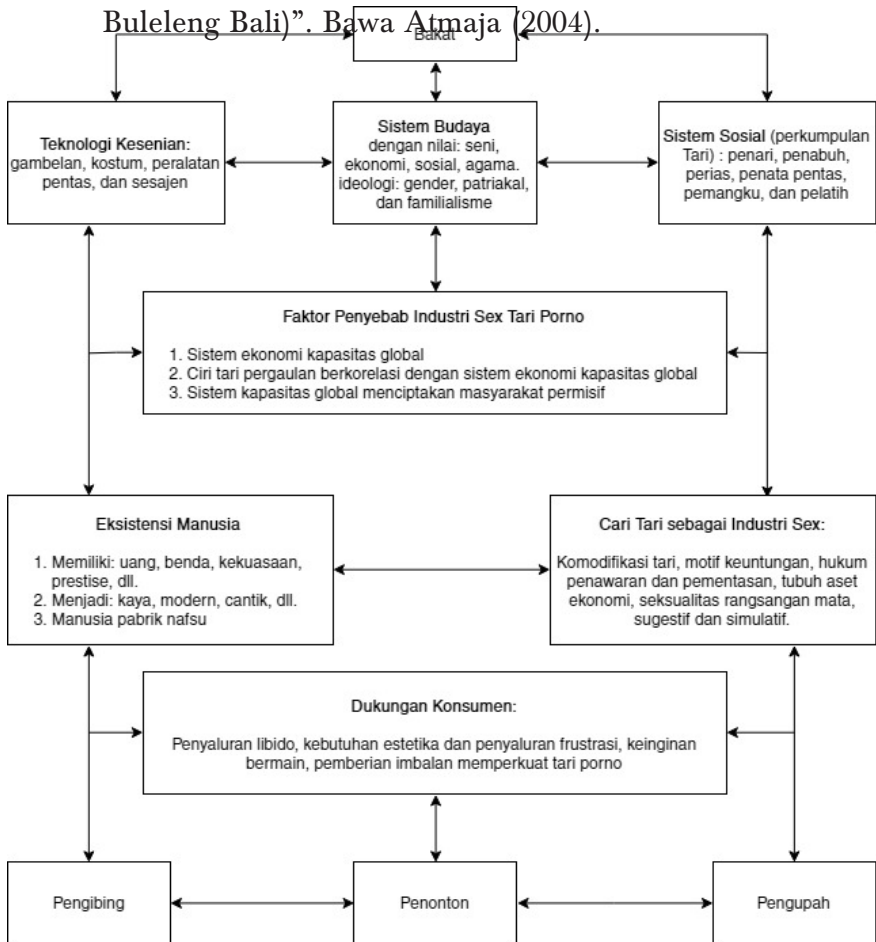 Buleleng Bali)”. Bawa Atmaja (2004).
Bakat
Teknologi Kesenian:
gambelan, kostum, peralatan
pentas, dan sesajen
Sistem Budaya
dengan nilai: seni,
ekonomi, sosial, agama.
ideologi: gender, patriakal,
dan familialisme
Sistem Sosial (perkumpulan
Tari) : penari, penabuh,
perias, penata pentas,
pemangku, dan pelatih
Faktor Penyebab Industri Sex Tari Porno
1. Sistem ekonomi kapasitas global
2. Ciri tari pergaulan berkorelasi dengan sistem ekonomi kapasitas global
3. Sistem kapasitas global menciptakan masyarakat permisif
Eksistensi Manusia
1. Memiliki: uang, benda, kekuasaan,
prestise, dll.
2. Menjadi: kaya, modern, cantik, dll.
3. Manusia pabrik nafsu
Cari Tari sebagai Industri Sex:
Komodifikasi tari, motif keuntungan, hukum
penawaran dan pementasan, tubuh aset
ekonomi, seksualitas rangsangan mata,
sugestif dan simulatif.
Dukungan Konsumen:
Penyaluran libido, kebutuhan estetika dan penyaluran frustrasi, keinginan
bermain, pemberian imbalan memperkuat tari porno
Pengibing
Penonton
Pengupah